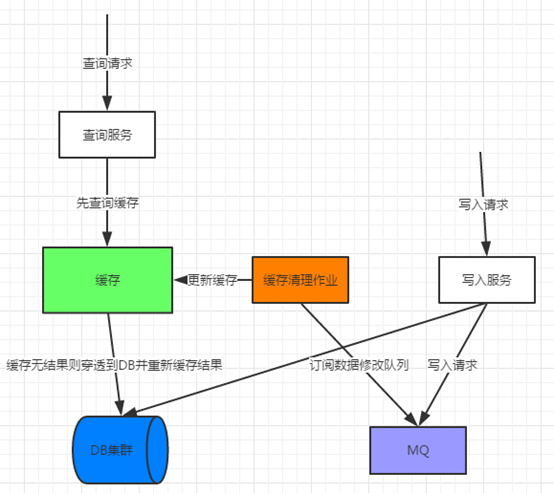 查询请求
查询服务
先查询缓存
写入请求
缓存
更新缓存
缓存清理作业
写入服务
缓存无结果则穿透到DB并重新缓存结果
订阅数据修改队列
写入请求
DB集群
MQ